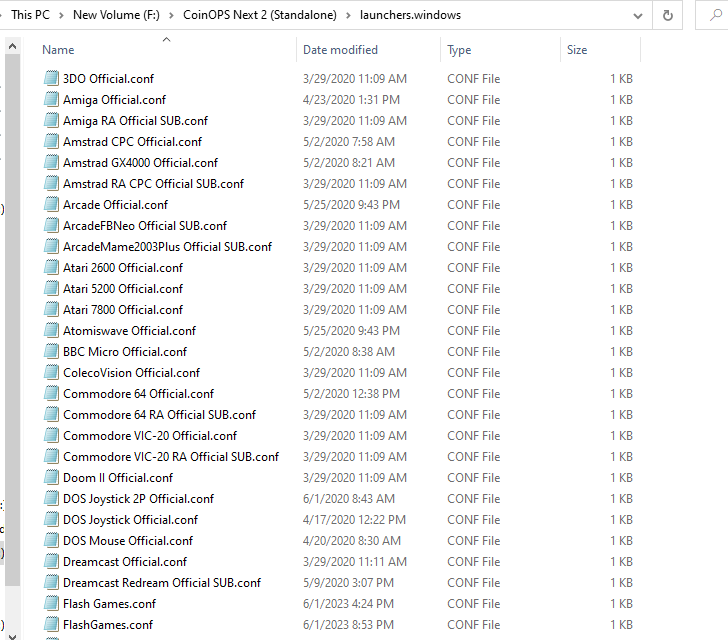 This PC > New Volume (F:) > CoinOPS Next 2 (Standalone) > launchers.windows
Name Date modified Type Size
3DO Official.conf 3/29/2020 11:09 AM CONF File 1 KB
Amiga Official.conf 4/23/2020 1:31 PM CONF File 1 KB
Amiga RA Official SUB.conf 3/29/2020 11:09 AM CONF File 1 KB
Amstrad CPC Official.conf 5/2/2020 7:58 AM CONF File 1 KB
Amstrad GX4000 Official.conf 5/2/2020 8:21 AM CONF File 1 KB
Amstrad RA CPC Official SUB.conf 3/29/2020 11:09 AM CONF File 1 KB
Arcade Official.conf 5/25/2020 9:43 PM CONF File 1 KB
ArcadeFBNeo Official SUB.conf 3/29/2020 11:09 AM CONF File 1 KB
ArcadeMame2003Plus Official SUB.conf 3/29/2020 11:09 AM CONF File 1 KB
Atari 2600 Official.conf 3/29/2020 11:09 AM CONF File 1 KB
Atari 5200 Official.conf 3/29/2020 11:09 AM CONF File 1 KB
Atari 7800 Official.conf 3/29/2020 11:09 AM CONF File 1 KB
Atomiswave Official.conf 5/25/2020 9:43 PM CONF File 1 KB
BBC Micro Official.conf 5/2/2020 8:38 AM CONF File 1 KB
ColecoVision Official.conf 3/29/2020 11:09 AM CONF File 1 KB
Commodore 64 Official.conf 5/2/2020 12:38 PM CONF File 1 KB
Commodore 64 RA Official SUB.conf 3/29/2020 11:09 AM CONF File 1 KB
Commodore VIC-20 Official.conf 3/29/2020 11:09 AM CONF File 1 KB
Commodore VIC-20 RA Official SUB.conf 3/29/2020 11:09 AM CONF File 1 KB
Doom II Official.conf 3/29/2020 11:09 AM CONF File 1 KB
DOS Joystick 2P Official.conf 6/1/2020 8:43 AM CONF File 1 KB
DOS Joystick Official.conf 4/17/2020 12:22 PM CONF File 1 KB
DOS Mouse Official.conf 4/20/2020 8:30 AM CONF File 1 KB
Dreamcast Official.conf 3/29/2020 11:11 AM CONF File 1 KB
Dreamcast Redream Official SUB.conf 5/9/2020 3:07 PM CONF File 1 KB
Flash Games.conf 6/1/2023 4:24 PM CONF File 1 KB
FlashGames.conf 6/1/2023 8:53 PM CONF File 1 KB